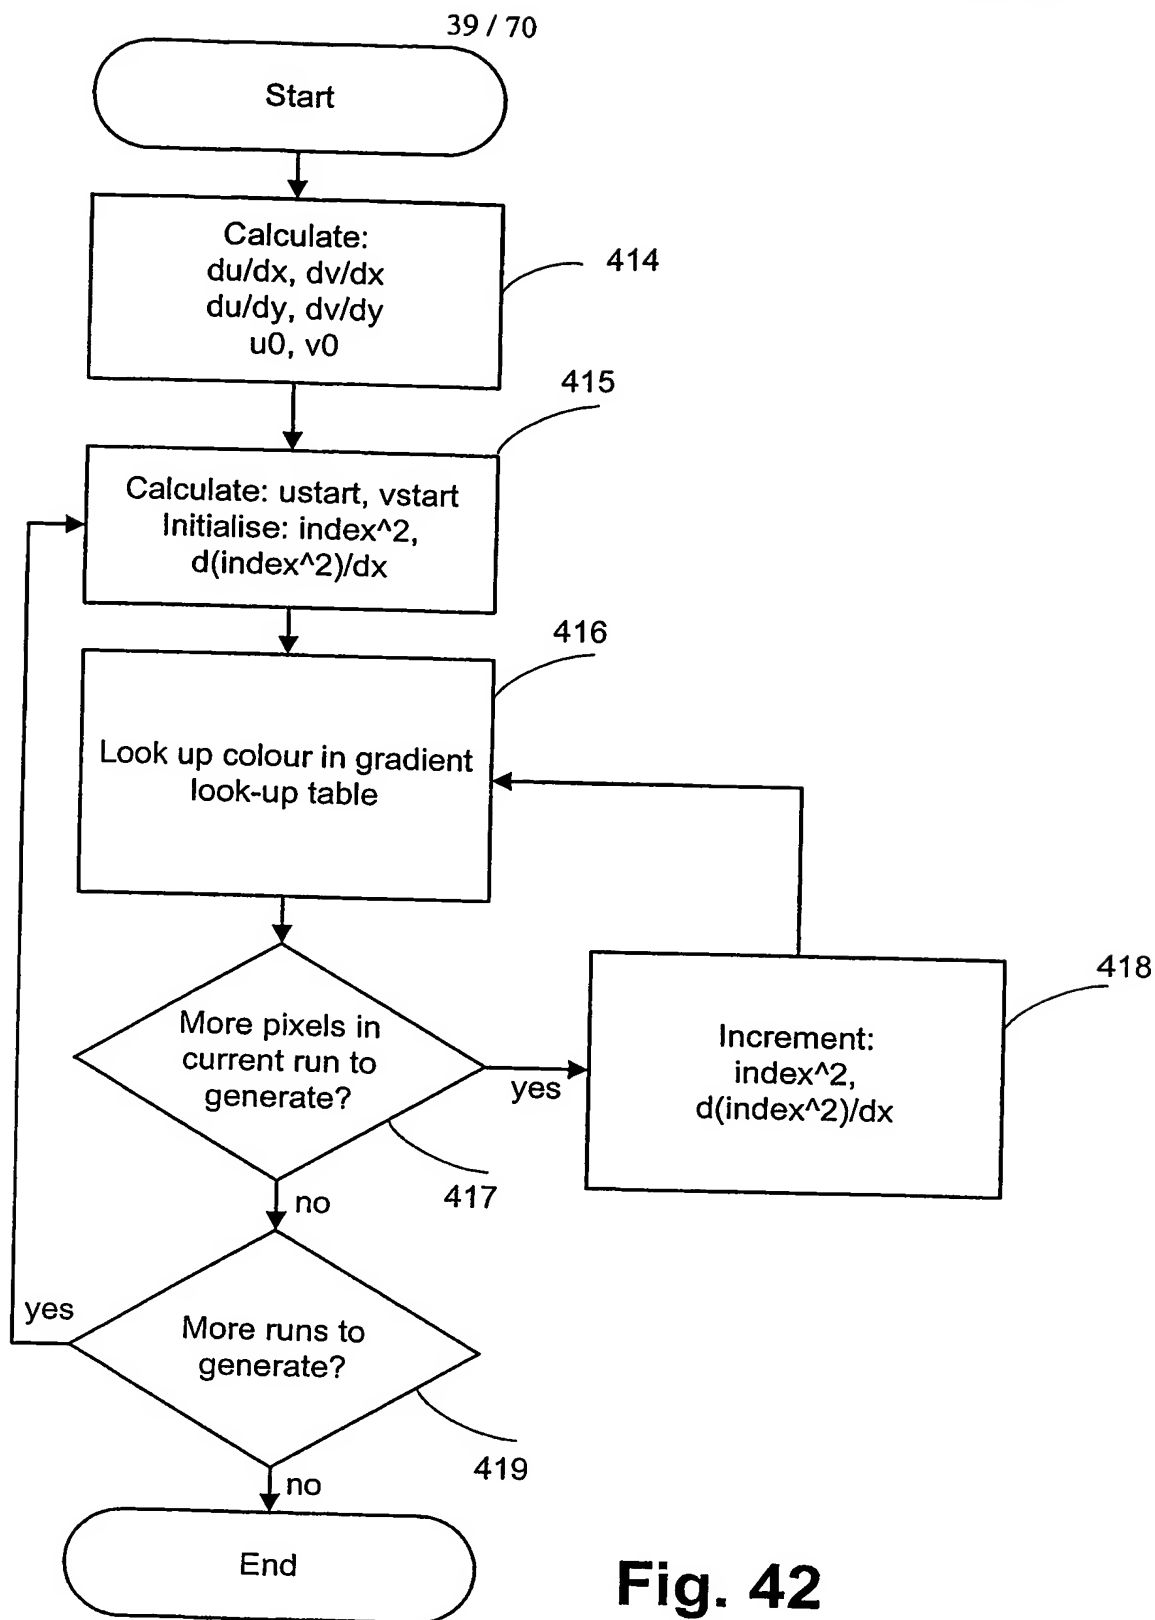 39 / 70
Start
Calculate:
du/dx, dv/dx
du/dy, dv/dy
u0, v0
414
415
Calculate: ustart, vstart
Initialise: index^2,
d(index^2)/dx
416
Look up colour in gradient
look-up table
More pixels in
current run to
generate?
yes
417
no
Increment:
index^2,
d(index^2)/dx
418
yes
More runs to
generate?
419
no
End
Fig. 42